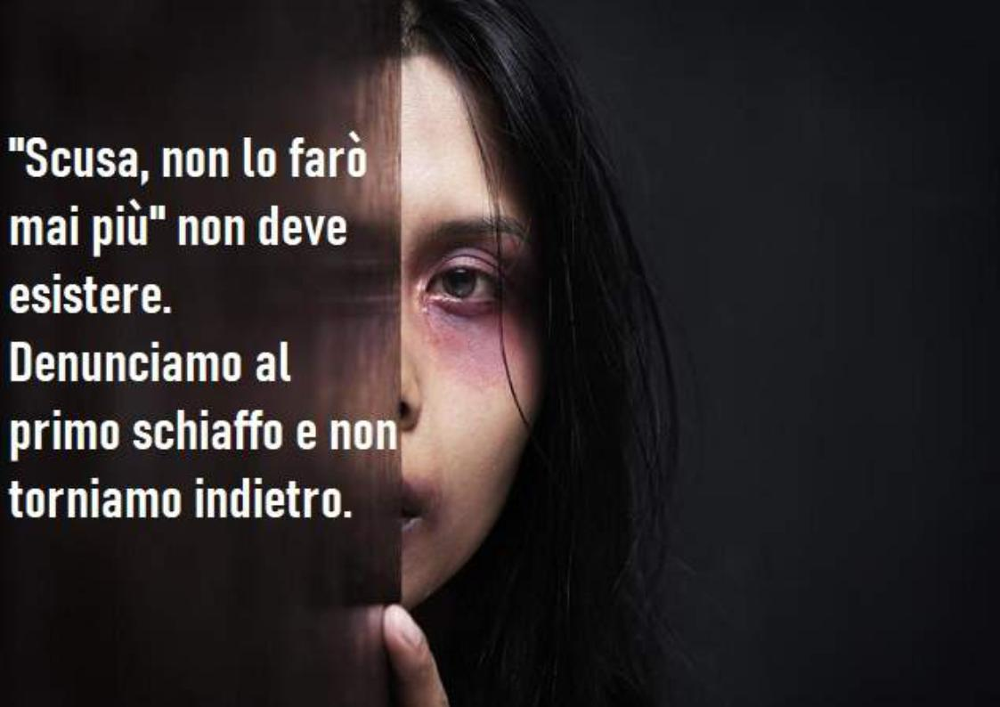 "Scusa, non lo farò
mai più" non deve
esistere.
Denunciamo al
primo schiaffo e non
torniamo indietro.